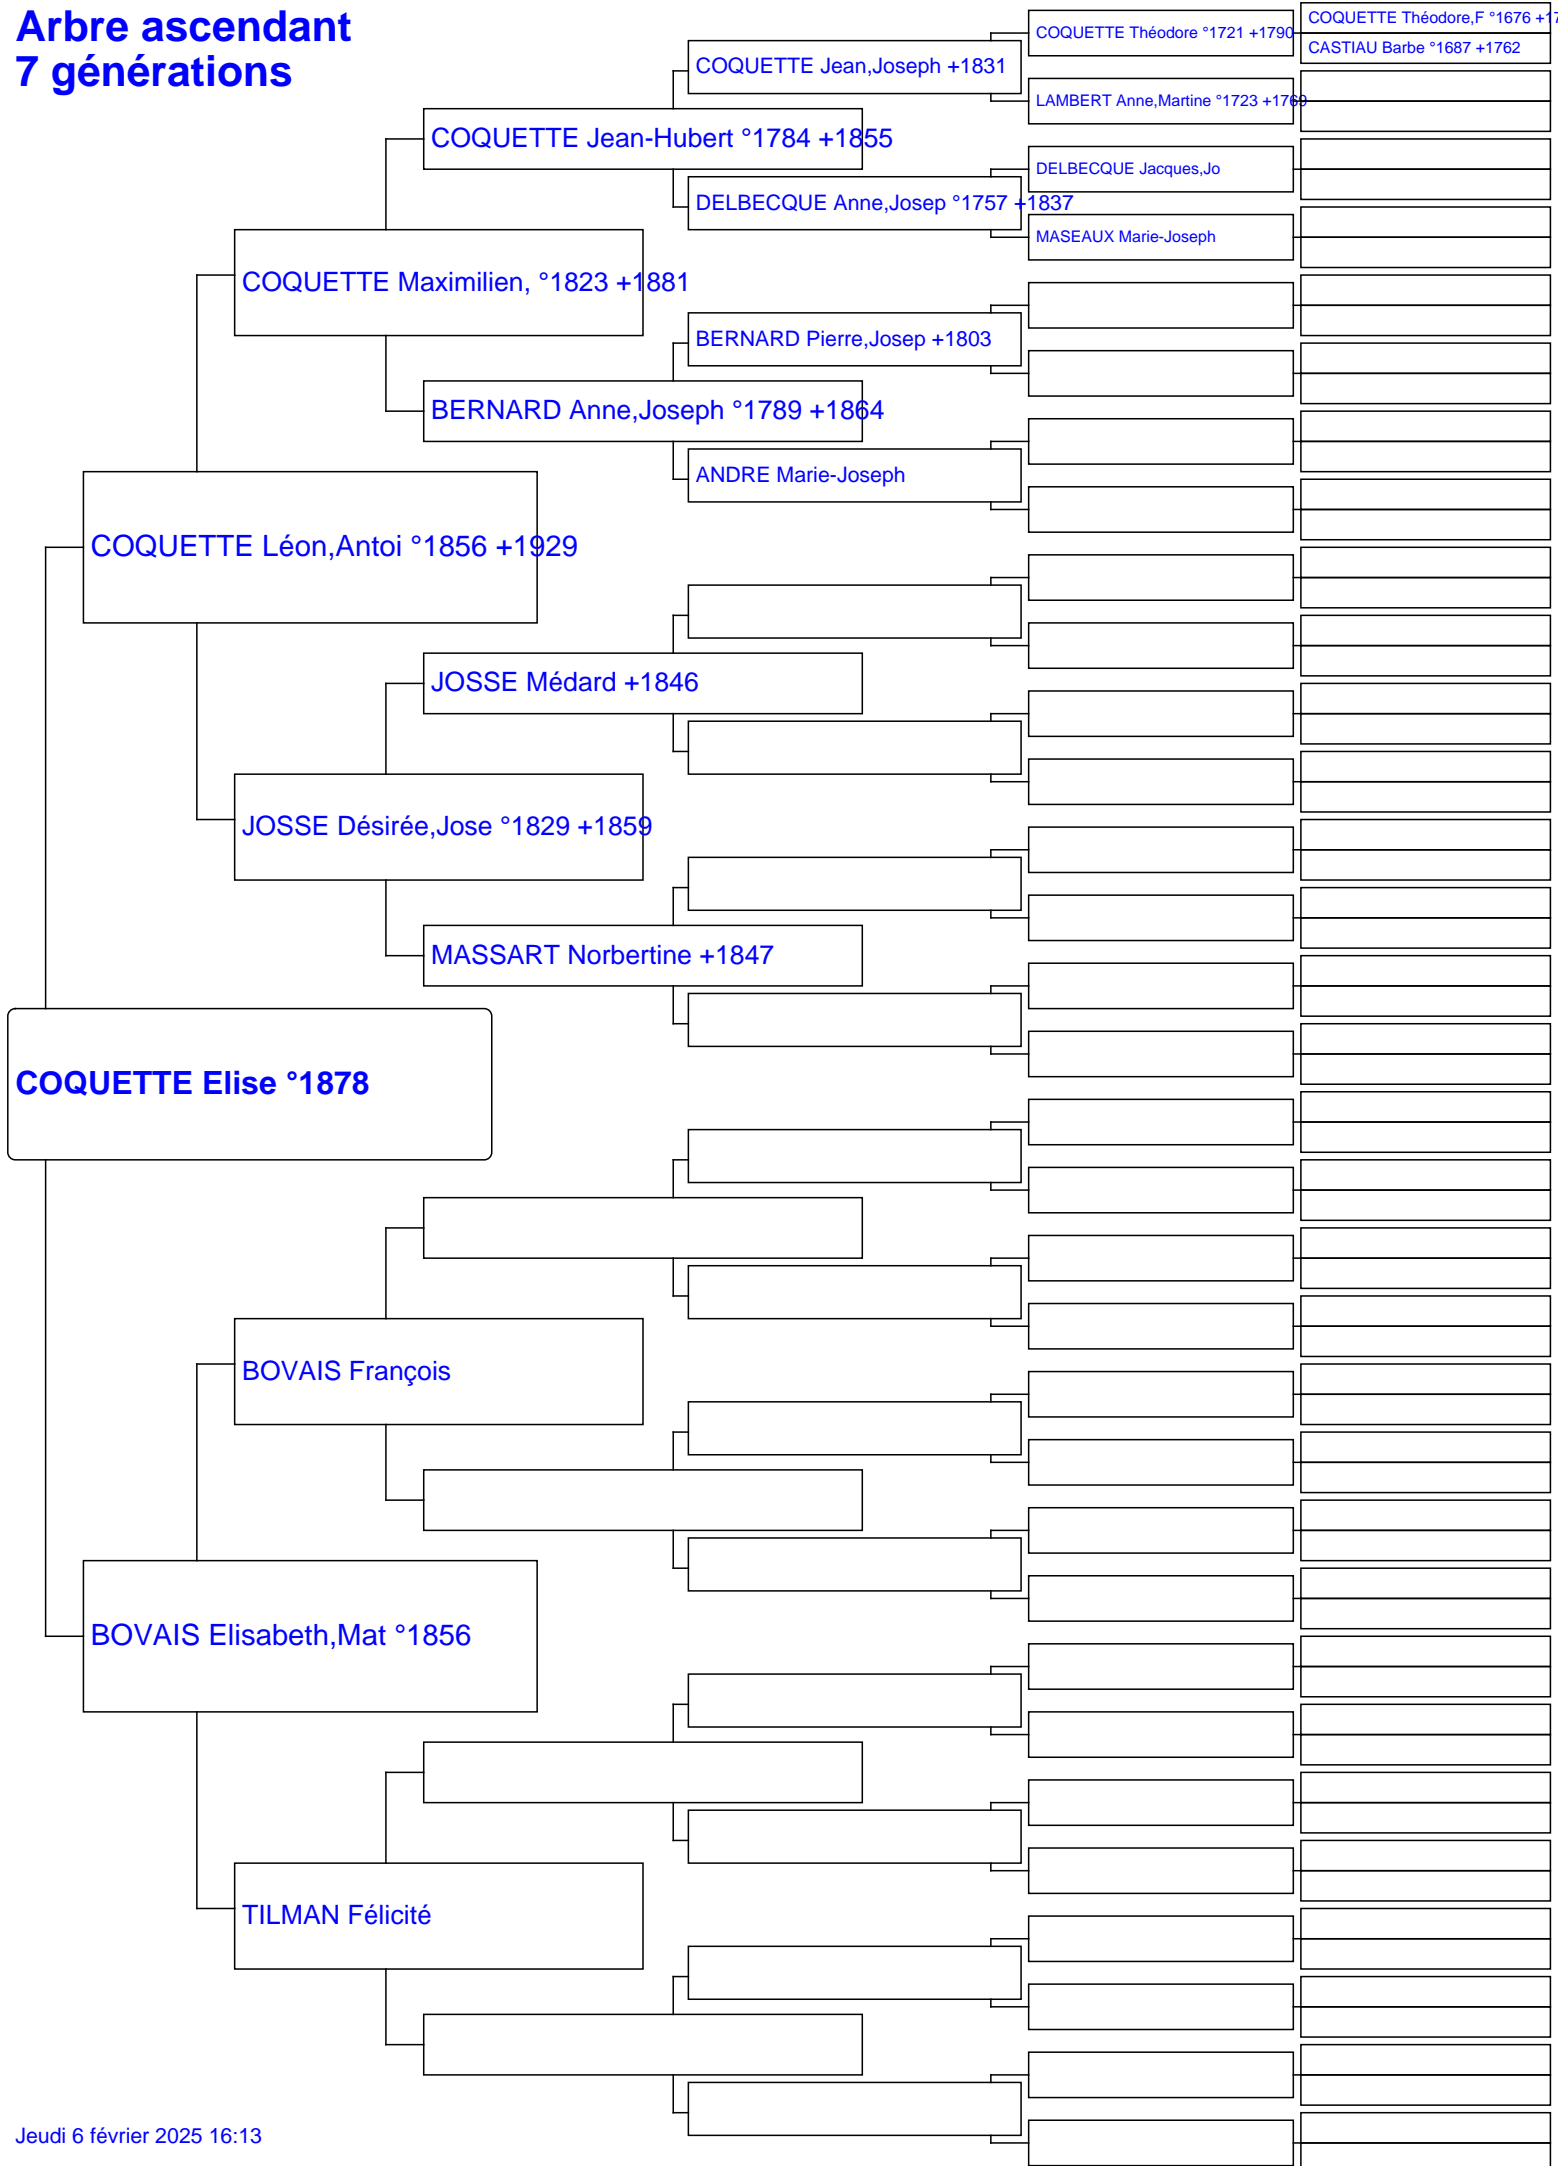 Arbre ascendant
7 générations
COQUETTE Théodore,F °1676 +17
COQUETTE Théodore °1721 +1790
CASTIAU Barbe °1687 +1762
COQUETTE Jean,Joseph +1831
LAMBERT Anne,Martine °1723 +1769
COQUETTE Jean-Hubert °1784 +1855
DELBECQUE Jacques,Jo
DELBECQUE Anne,Josep °1757 +1837
MASEAUX Marie-Joseph
COQUETTE Maximilien, °1823 +1881
BERNARD Pierre,Josep +1803
BERNARD Anne,Joseph °1789 +1864
ANDRE Marie-Joseph
COQUETTE Léon,Antoi °1856 +1929
JOSSE Médard +1846
JOSSE Désirée,Jose °1829 +1859
MASSART Norbertine +1847
COQUETTE Elise °1878
BOVAIS François
BOVAIS Elisabeth,Mat °1856
TILMAN Félicité
Jeudi 6 février 2025 16:13